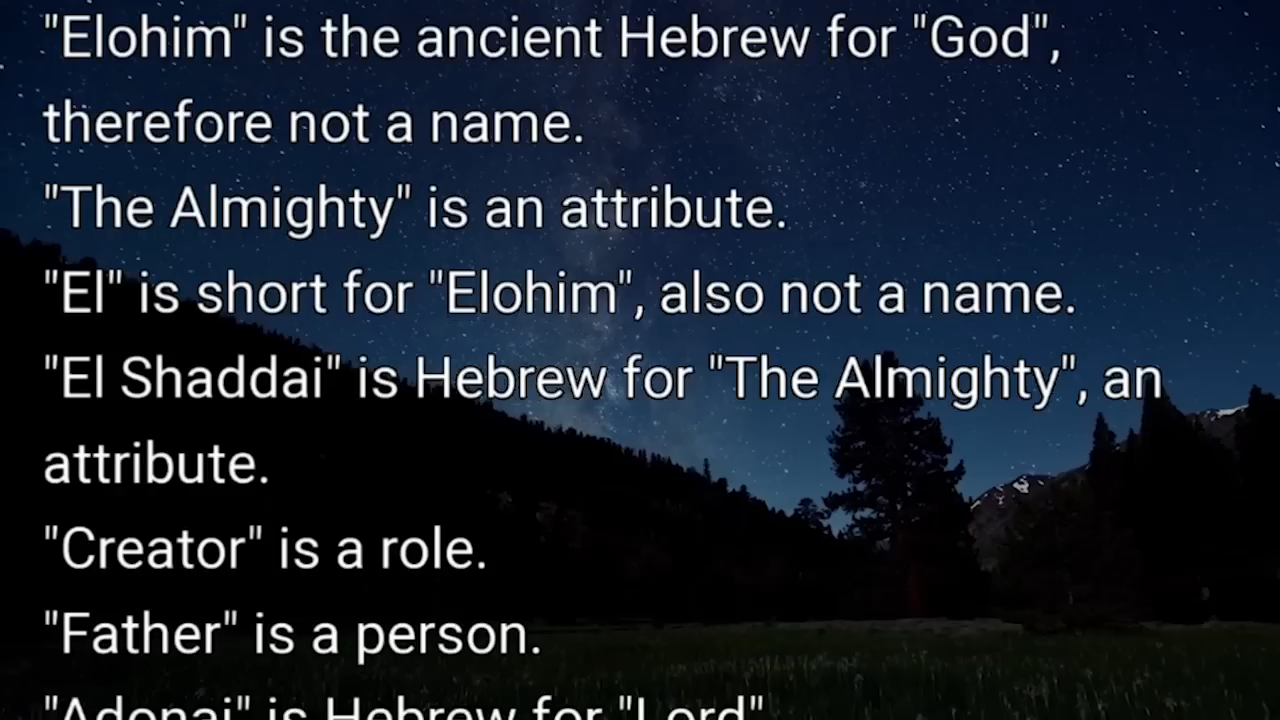 "Elohim" is the ancient Hebrew for "God",
therefore not a name.
"The Almighty" is an attribute.
"El" is short for "Elohim", also not a name.
"El Shaddai" is Hebrew for "The Almighty", an
attribute.
"Creator" is a role.
"Father" is a person.
"Adonai" is Hebrew for "Lord"